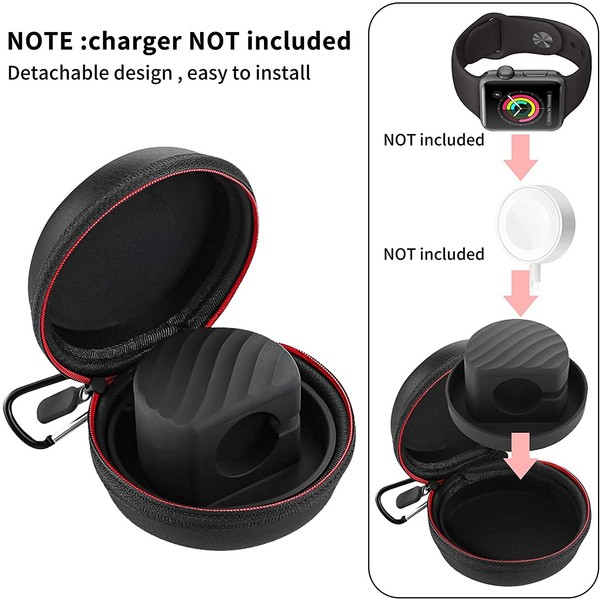 NOTE :charger NOT included
Detachable design , easy to install
NOT included
NOT included